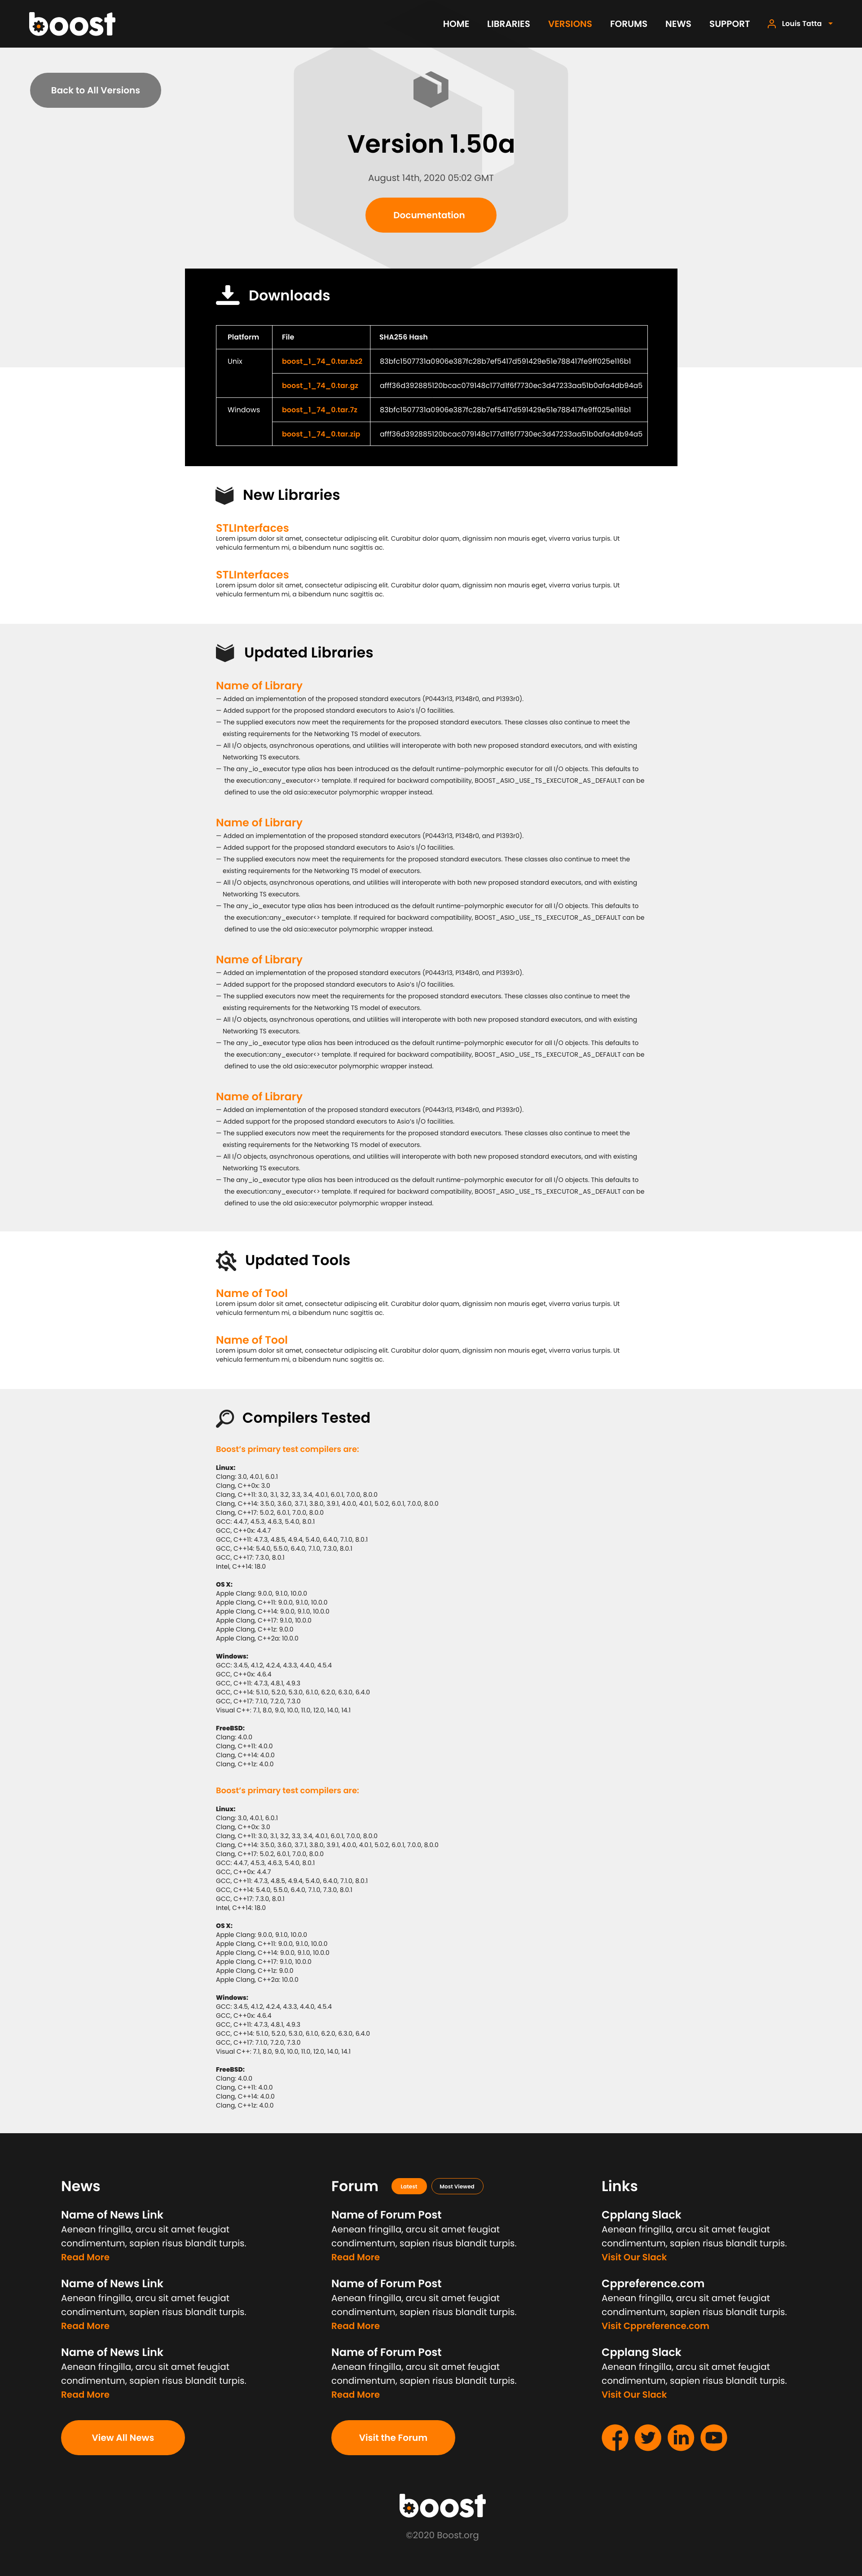 boost
HOME LIBRARIES VERSIONS FORUMS NEWS SUPPORT Louis Tatta
Back to All Versions
Version 1.50a
August 14th, 2020 05:02 GMT
Documentation
Downloads
Platform File SHA256 Hash
Unix boost_1_74_0.tar.bz2 83bfc1507731a0906e387fc28b7ef5417d591429e51e788417fe9ff025e116b1
boost_1_74_0.tar.gz afff36d392885120bcac079148c177d1f6f7730ec3d47233aa51b0afa4db94a5
Windows boost_1_74_0.tar.7z 83bfc1507731a0906e387fc28b7ef5417d591429e51e788417fe9ff025e116b1
boost_1_74_0.tar.zip afff36d392885120bcac079148c177d1f6f7730ec3d47233aa51b0afa4db94a5
New Libraries
STLInterfaces
Lorem ipsum dolor sit amet, consectetur adipiscing elit. Curabitur dolor quam, dignissim non mauris eget, viverra varius turpis. Ut
vehicula fermentum mi, a bibendum nunc sagittis ac.
STLInterfaces
Lorem ipsum dolor sit amet, consectetur adipiscing elit. Curabitur dolor quam, dignissim non mauris eget, viverra varius turpis. Ut
vehicula fermentum mi, a bibendum nunc sagittis ac.
Updated Libraries
Name of Library
— Added an implementation of the proposed standard executors (P0443r13, P1348r0, and P1393r0).
— Added support for the proposed standard executors to Asio's I/O facilities.
— The supplied executors now meet the requirements for the proposed standard executors. These classes also continue to meet the
existing requirements for the Networking TS model of executors.
— All I/O objects, asynchronous operations, and utilities will interoperate with both new proposed standard executors, and with existing
Networking TS executors.
— The any_io_executor type alias has been introduced as the default runtime-polymorphic executor for all I/O objects. This defaults to
the execution::any_executor<> template. If required for backward compatibility, BOOST_ASIO_USE_TS_EXECUTOR_AS_DEFAULT can be
defined to use the old asio::executor polymorphic wrapper instead.
Name of Library
— Added an implementation of the proposed standard executors (P0443r13, P1348r0, and P1393r0).
— Added support for the proposed standard executors to Asio's I/O facilities.
— The supplied executors now meet the requirements for the proposed standard executors. These classes also continue to meet the
existing requirements for the Networking TS model of executors.
— All I/O objects, asynchronous operations, and utilities will interoperate with both new proposed standard executors, and with existing
Networking TS executors.
— The any_io_executor type alias has been introduced as the default runtime-polymorphic executor for all I/O objects. This defaults to
the execution::any_executor<> template. If required for backward compatibility, BOOST_ASIO_USE_TS_EXECUTOR_AS_DEFAULT can be
defined to use the old asio::executor polymorphic wrapper instead.
Name of Library
— Added an implementation of the proposed standard executors (P0443r13, P1348r0, and P1393r0).
— Added support for the proposed standard executors to Asio's I/O facilities.
— The supplied executors now meet the requirements for the proposed standard executors. These classes also continue to meet the
existing requirements for the Networking TS model of executors.
— All I/O objects, asynchronous operations, and utilities will interoperate with both new proposed standard executors, and with existing
Networking TS executors.
— The any_io_executor type alias has been introduced as the default runtime-polymorphic executor for all I/O objects. This defaults to
the execution::any_executor<> template. If required for backward compatibility, BOOST_ASIO_USE_TS_EXECUTOR_AS_DEFAULT can be
defined to use the old asio::executor polymorphic wrapper instead.
Name of Library
— Added an implementation of the proposed standard executors (P0443r13, P1348r0, and P1393r0).
— Added support for the proposed standard executors to Asio's I/O facilities.
— The supplied executors now meet the requirements for the proposed standard executors. These classes also continue to meet the
existing requirements for the Networking TS model of executors.
— All I/O objects, asynchronous operations, and utilities will interoperate with both new proposed standard executors, and with existing
Networking TS executors.
— The any_io_executor type alias has been introduced as the default runtime-polymorphic executor for all I/O objects. This defaults to
the execution::any_executor<> template. If required for backward compatibility, BOOST_ASIO_USE_TS_EXECUTOR_AS_DEFAULT can be
defined to use the old asio::executor polymorphic wrapper instead.
Updated Tools
Name of Tool
Lorem ipsum dolor sit amet, consectetur adipiscing elit. Curabitur dolor quam, dignissim non mauris eget, viverra varius turpis. Ut
vehicula fermentum mi, a bibendum nunc sagittis ac.
Name of Tool
Lorem ipsum dolor sit amet, consectetur adipiscing elit. Curabitur dolor quam, dignissim non mauris eget, viverra varius turpis. Ut
vehicula fermentum mi, a bibendum nunc sagittis ac.
Compilers Tested
Boost's primary test compilers are:
Linux:
Clang: 3.0, 4.0.1, 6.0.1
Clang, C++0x: 3.0
Clang, C++11: 3.0, 3.1, 3.2, 3.3, 3.4, 4.0.1, 6.0.1, 7.0.0, 8.0.0
Clang, C++14: 3.5.0, 3.6.0, 3.7.1, 3.8.0, 3.9.1, 4.0.0, 4.0.1, 5.0.2, 6.0.1, 7.0.0, 8.0.0
Clang, C++17: 5.0.2, 6.0.1, 7.0.0, 8.0.0
GCC: 4.4.7, 4.5.3, 4.6.3, 5.4.0, 8.0.1
GCC, C++0x: 4.4.7
GCC, C++11: 4.7.3, 4.8.5, 4.9.4, 5.4.0, 6.4.0, 7.1.0, 8.0.1
GCC, C++14: 5.4.0, 5.5.0, 6.4.0, 7.1.0, 7.3.0, 8.0.1
GCC, C++17: 7.3.0, 8.0.1
Intel, C++14: 18.0
OS X:
Apple Clang: 9.0.0, 9.1.0, 10.0.0
Apple Clang, C++11: 9.0.0, 9.1.0, 10.0.0
Apple Clang, C++14: 9.0.0, 9.1.0, 10.0.0
Apple Clang, C++17: 9.1.0, 10.0.0
Apple Clang, C++1z: 9.0.0
Apple Clang, C++2a: 10.0.0
Windows:
GCC: 3.4.5, 4.1.2, 4.2.4, 4.3.3, 4.4.0, 4.5.4
GCC, C++0x: 4.6.4
GCC, C++11: 4.7.3, 4.8.1, 4.9.3
GCC, C++14: 5.1.0, 5.2.0, 5.3.0, 6.1.0, 6.2.0, 6.3.0, 6.4.0
GCC, C++17: 7.1.0, 7.2.0, 7.3.0
Visual C++: 7.1, 8.0, 9.0, 10.0, 11.0, 12.0, 14.0, 14.1
FreeBSD:
Clang: 4.0.0
Clang, C++11: 4.0.0
Clang, C++14: 4.0.0
Clang, C++1z: 4.0.0
Boost's primary test compilers are:
Linux:
Clang: 3.0, 4.0.1, 6.0.1
Clang, C++0x: 3.0
Clang, C++11: 3.0, 3.1, 3.2, 3.3, 3.4, 4.0.1, 6.0.1, 7.0.0, 8.0.0
Clang, C++14: 3.5.0, 3.6.0, 3.7.1, 3.8.0, 3.9.1, 4.0.0, 4.0.1, 5.0.2, 6.0.1, 7.0.0, 8.0.0
Clang, C++17: 5.0.2, 6.0.1, 7.0.0, 8.0.0
GCC: 4.4.7, 4.5.3, 4.6.3, 5.4.0, 8.0.1
GCC, C++0x: 4.4.7
GCC, C++11: 4.7.3, 4.8.5, 4.9.4, 5.4.0, 6.4.0, 7.1.0, 8.0.1
GCC, C++14: 5.4.0, 5.5.0, 6.4.0, 7.1.0, 7.3.0, 8.0.1
GCC, C++17: 7.3.0, 8.0.1
Intel, C++14: 18.0
OS X:
Apple Clang: 9.0.0, 9.1.0, 10.0.0
Apple Clang, C++11: 9.0.0, 9.1.0, 10.0.0
Apple Clang, C++14: 9.0.0, 9.1.0, 10.0.0
Apple Clang, C++17: 9.1.0, 10.0.0
Apple Clang, C++1z: 9.0.0
Apple Clang, C++2a: 10.0.0
Windows:
GCC: 3.4.5, 4.1.2, 4.2.4, 4.3.3, 4.4.0, 4.5.4
GCC, C++0x: 4.6.4
GCC, C++11: 4.7.3, 4.8.1, 4.9.3
GCC, C++14: 5.1.0, 5.2.0, 5.3.0, 6.1.0, 6.2.0, 6.3.0, 6.4.0
GCC, C++17: 7.1.0, 7.2.0, 7.3.0
Visual C++: 7.1, 8.0, 9.0, 10.0, 11.0, 12.0, 14.0, 14.1
FreeBSD:
Clang: 4.0.0
Clang, C++11: 4.0.0
Clang, C++14: 4.0.0
Clang, C++1z: 4.0.0
News
Name of News Link
Aenean fringilla, arcu sit amet feugiat
condimentum, sapien risus blandit turpis.
Read More
Name of News Link
Aenean fringilla, arcu sit amet feugiat
condimentum, sapien risus blandit turpis.
Read More
Name of News Link
Aenean fringilla, arcu sit amet feugiat
condimentum, sapien risus blandit turpis.
Read More
View All News
Forum Latest Most Viewed
Name of Forum Post
Aenean fringilla, arcu sit amet feugiat
condimentum, sapien risus blandit turpis.
Read More
Name of Forum Post
Aenean fringilla, arcu sit amet feugiat
condimentum, sapien risus blandit turpis.
Read More
Name of Forum Post
Aenean fringilla, arcu sit amet feugiat
condimentum, sapien risus blandit turpis.
Read More
Visit the Forum
Links
Cpplang Slack
Aenean fringilla, arcu sit amet feugiat
condimentum, sapien risus blandit turpis.
Visit Our Slack
Cppreference.com
Aenean fringilla, arcu sit amet feugiat
condimentum, sapien risus blandit turpis.
Visit Cppreference.com
Cpplang Slack
Aenean fringilla, arcu sit amet feugiat
condimentum, sapien risus blandit turpis.
Visit Our Slack
boost
©2020 Boost.org